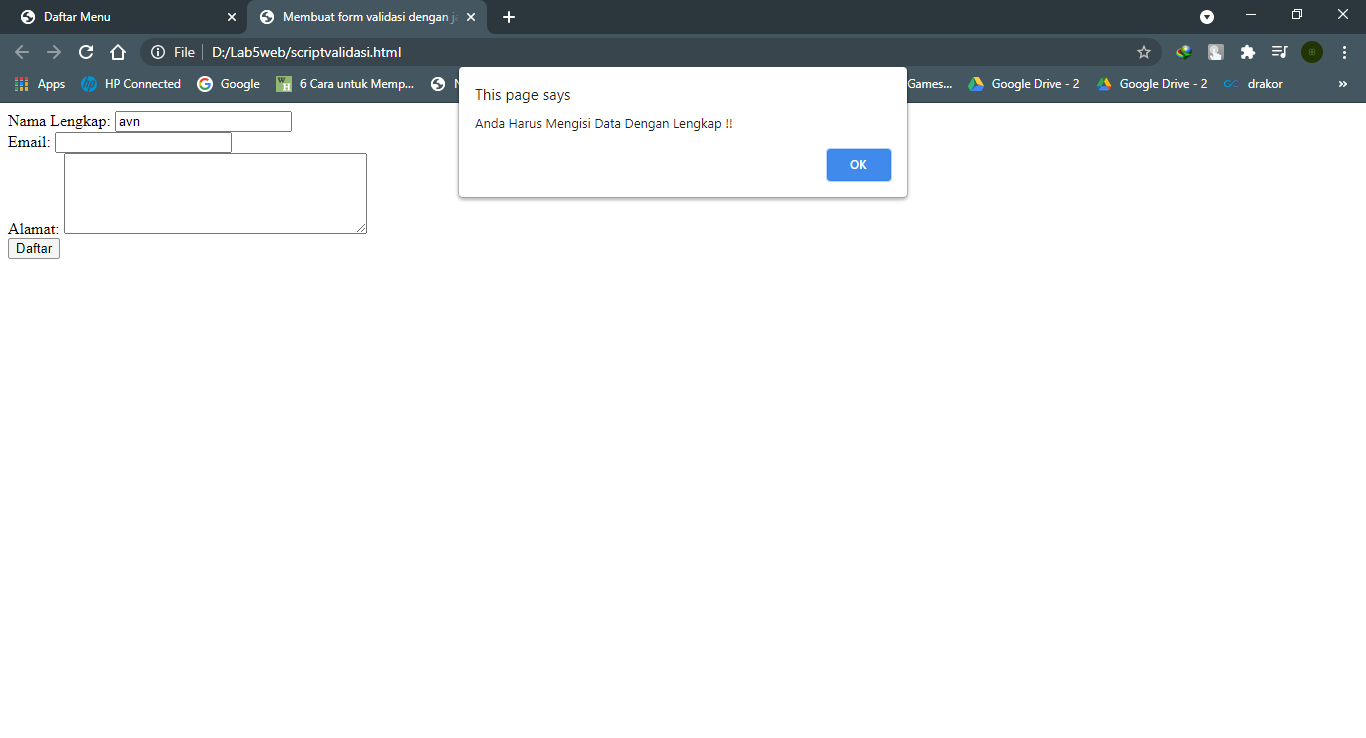 Daftar Menu
Membuat form validasi dengan ja
File D:/Lab5web/scriptvalidasi.html
Apps HP Connected Google 6 Cara untuk Memp... Games... Google Drive - 2 Google Drive - 2 drakor »
This page says
Anda Harus Mengisi Data Dengan Lengkap !!
OK
Nama Lengkap: avn
Email:
Alamat:
Daftar